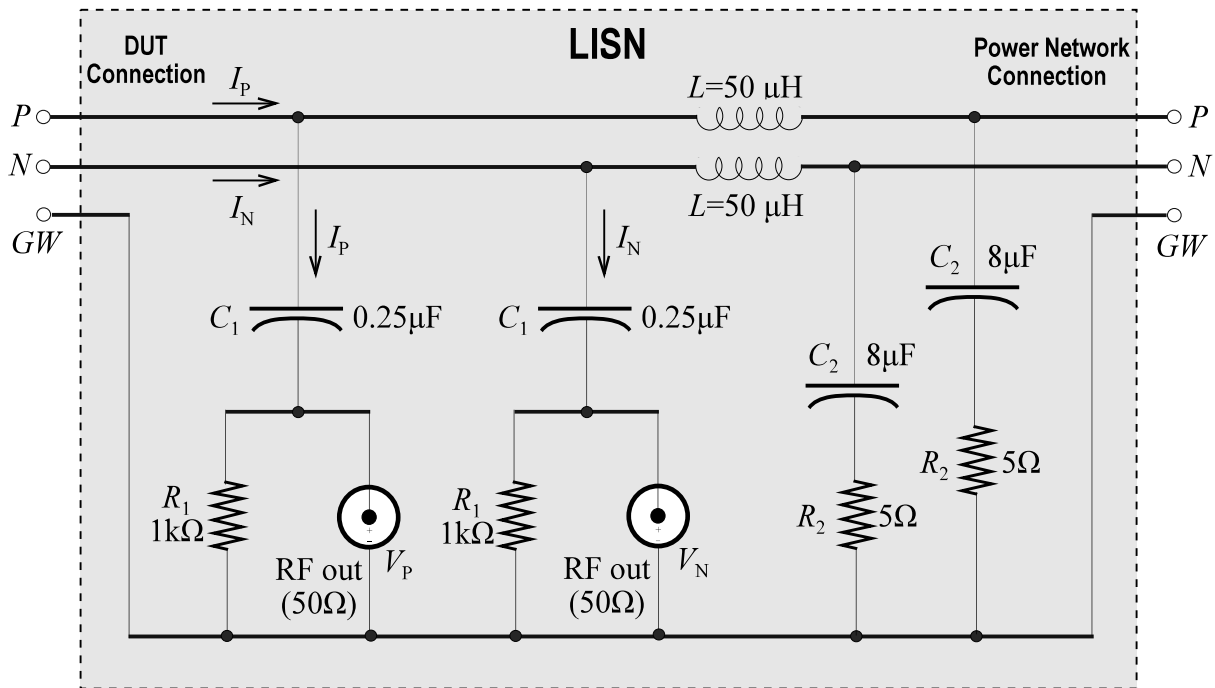 LISN
DUT
Connection
Power Network
Connection
I_P
L=50 μH
P
P
N
N
I_N
L=50 μH
GW
GW
I_P
I_N
C_2 8μF
C_1 0.25μF
C_1 0.25μF
C_2 8μF
R_2 5Ω
R_1
1kΩ
R_1
1kΩ
R_2 5Ω
+
-
+
-
V_P
V_N
RF out
(50Ω)
RF out
(50Ω)